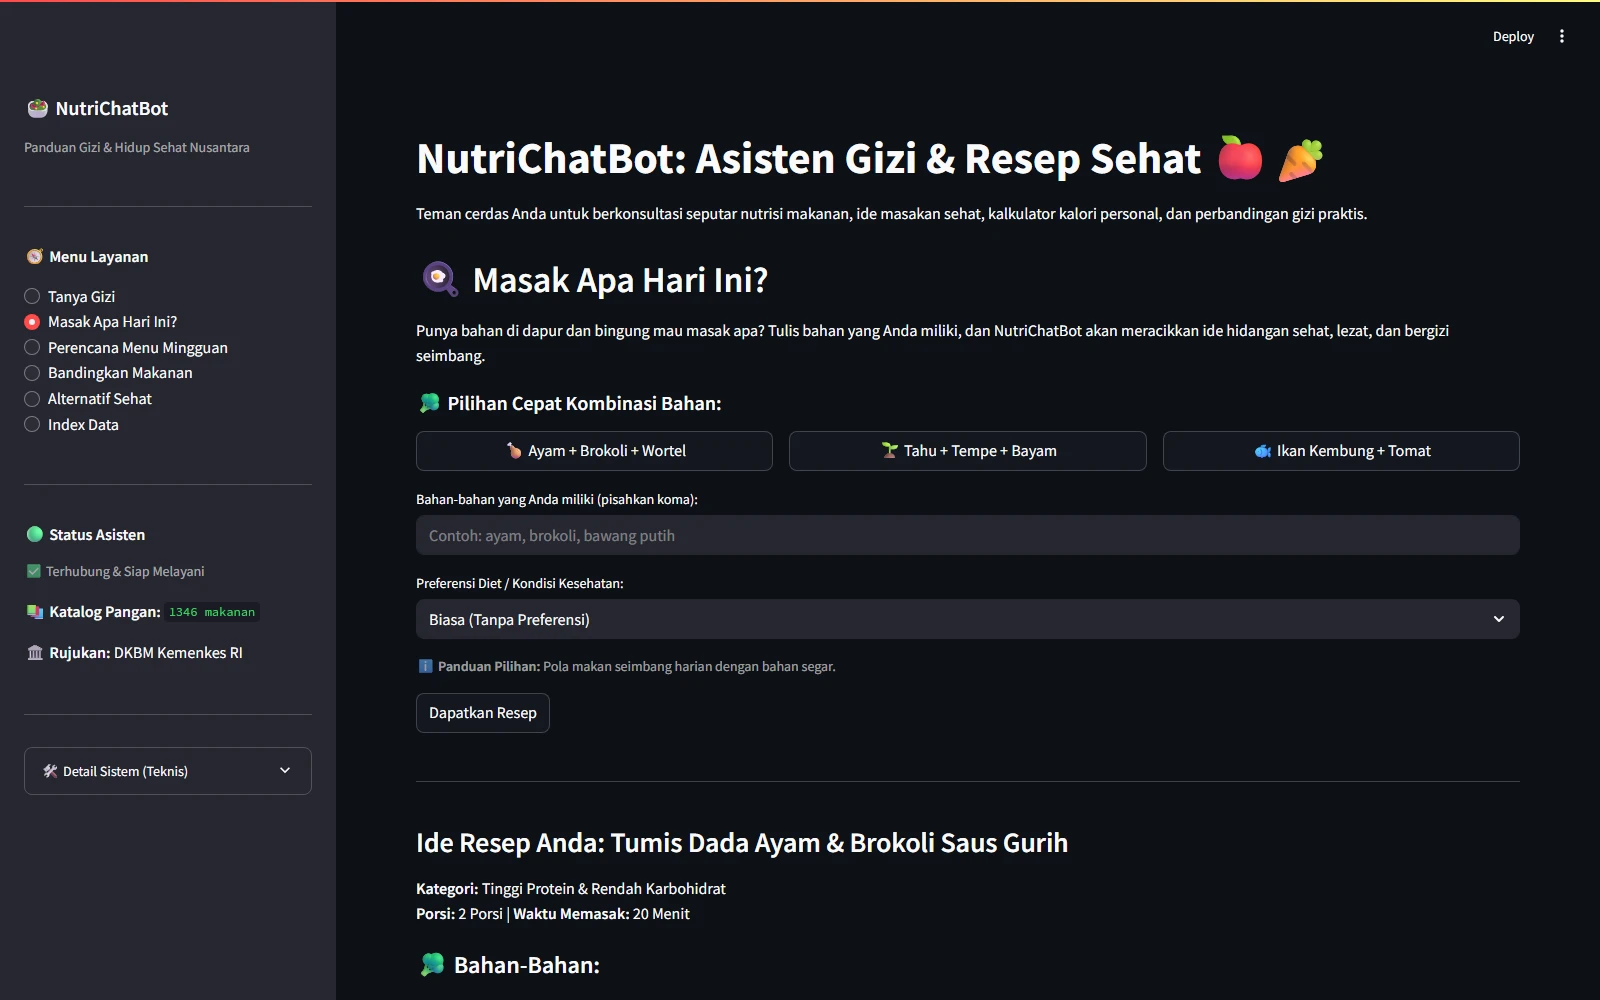 Deploy
NutriChatBot
Panduan Gizi & Hidup Sehat Nusantara
Menu Layanan
Tanya Gizi
Masak Apa Hari Ini?
Perencana Menu Mingguan
Bandingkan Makanan
Alternatif Sehat
Index Data
Status Asisten
Terhubung & Siap Melayani
Katalog Pangan: 1346 makanan
Rujukan: DKBM Kemenkes RI
Detail Sistem (Teknis)
NutriChatBot: Asisten Gizi & Resep Sehat
Teman cerdas Anda untuk berkonsultasi seputar nutrisi makanan, ide masakan sehat, kalkulator kalori personal, dan perbandingan gizi praktis.
Masak Apa Hari Ini?
Punya bahan di dapur dan bingung mau masak apa? Tulis bahan yang Anda miliki, dan NutriChatBot akan meracikkan ide hidangan sehat, lezat, dan bergizi
seimbang.
Pilihan Cepat Kombinasi Bahan:
Ayam + Brokoli + Wortel
Tahu + Tempe + Bayam
Ikan Kembung + Tomat
Bahan-bahan yang Anda miliki (pisahkan koma):
Contoh: ayam, brokoli, bawang putih
Preferensi Diet / Kondisi Kesehatan:
Biasa (Tanpa Preferensi)
Panduan Pilihan: Pola makan seimbang harian dengan bahan segar.
Dapatkan Resep
Ide Resep Anda: Tumis Dada Ayam & Brokoli Saus Gurih
Kategori: Tinggi Protein & Rendah Karbohidrat
Porsi: 2 Porsi | Waktu Memasak: 20 Menit
Bahan-Bahan: